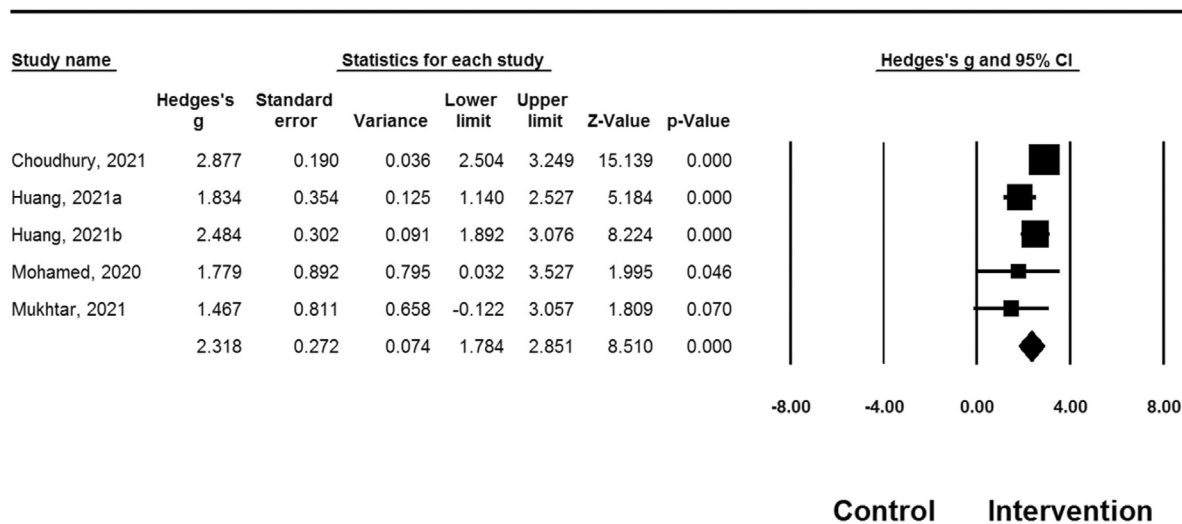 Study name Statistics for each study Hedges's g and 95% CI
Hedges's g Standard error Variance Lower limit Upper limit Z-Value p-Value
Choudhury, 2021 2.877 0.190 0.036 2.504 3.249 15.139 0.000
Huang, 2021a 1.834 0.354 0.125 1.140 2.527 5.184 0.000
Huang, 2021b 2.484 0.302 0.091 1.892 3.076 8.224 0.000
Mohamed, 2020 1.779 0.892 0.795 0.032 3.527 1.995 0.046
Mukhtar, 2021 1.467 0.811 0.658 -0.122 3.057 1.809 0.070
2.318 0.272 0.074 1.784 2.851 8.510 0.000
-8.00 -4.00 0.00 4.00 8.00
Control Intervention